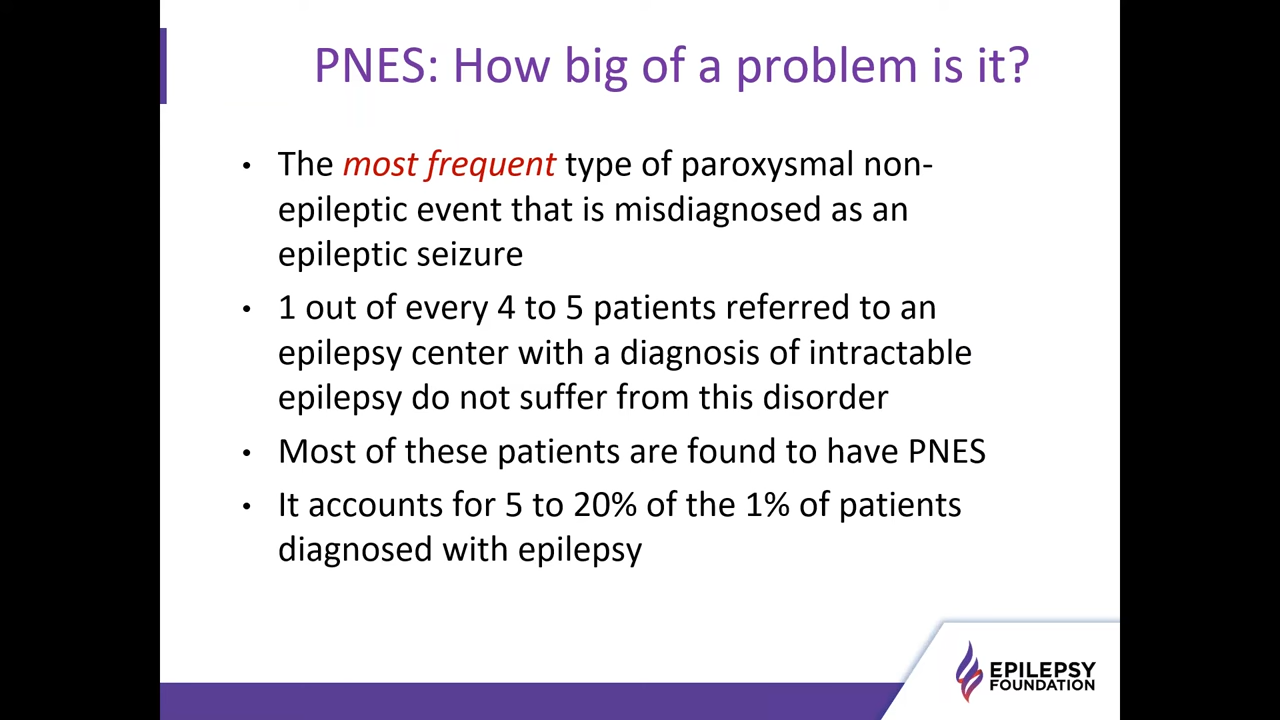 PNES: How big of a problem is it?
• The most frequent type of paroxysmal non-
epileptic event that is misdiagnosed as an
epileptic seizure
• 1 out of every 4 to 5 patients referred to an
epilepsy center with a diagnosis of intractable
epilepsy do not suffer from this disorder
• Most of these patients are found to have PNES
• It accounts for 5 to 20% of the 1% of patients
diagnosed with epilepsy
EPILEPSY
FOUNDATION